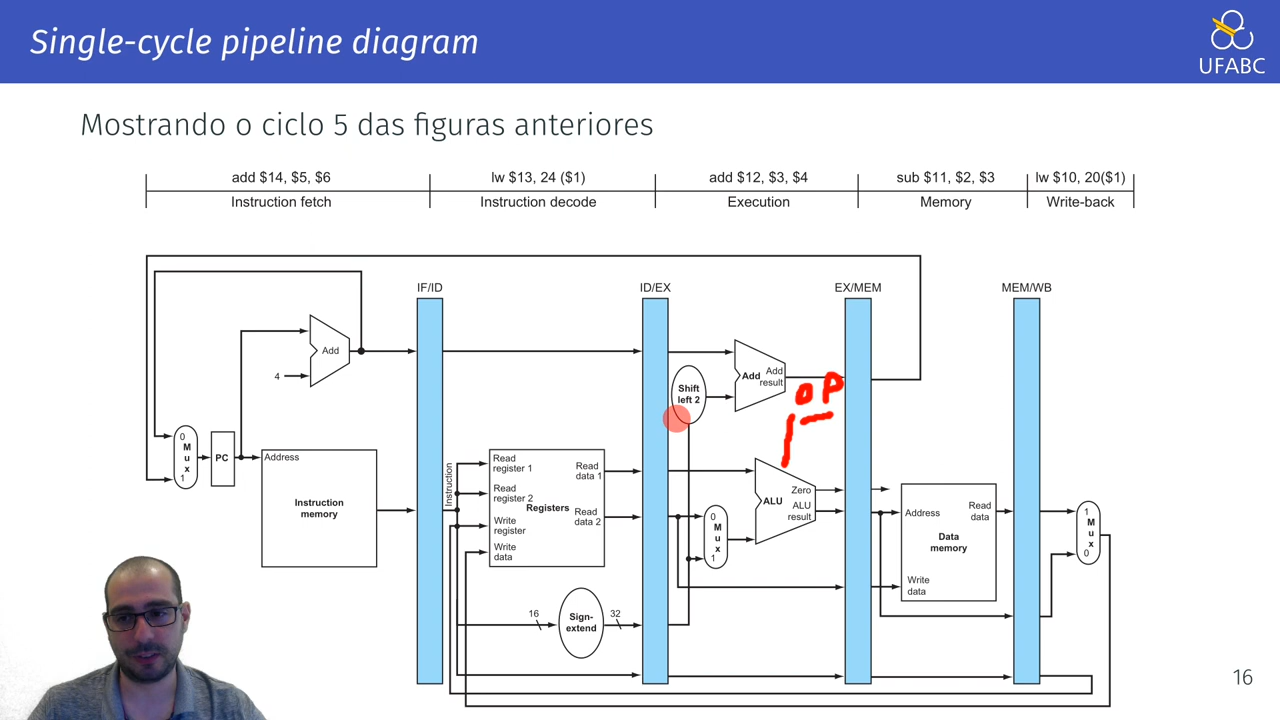 Single-cycle pipeline diagram
UFABC
Mostrando o ciclo 5 das figuras anteriores
add $14, $5, $6
lw $13, 24 ($1)
add $12, $3, $4
sub $11, $2, $3
lw $10, 20($1)
Instruction fetch
Instruction decode
Execution
Memory
Write-back
IF/ID
ID/EX
EX/MEM
MEM/WB
Add
4
Shift
left 2
Add
Add
result
OP
0
M
u
x
1
PC
Address
Instruction
memory
Instruction
Read
register 1
Read
register 2
Write
register
Write
data
Registers
Read
data 1
Read
data 2
0
M
u
x
1
ALU
Zero
ALU
result
Address
Read
data
Data
memory
Write
data
1
M
u
x
0
16
Sign-
extend
32
16